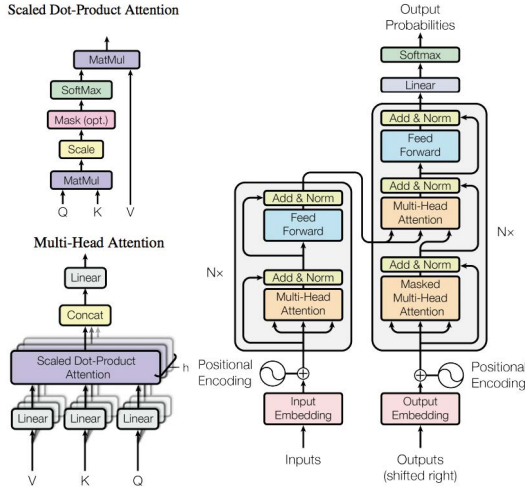 Scaled Dot-Product Attention
MatMul
SoftMax
Mask (opt.)
Scale
MatMul
Q K V
Multi-Head Attention
Linear
Concat
Scaled Dot-Product
Attention
h
Linear Linear Linear
V K Q
Output
Probabilities
Softmax
Linear
Add & Norm
Feed
Forward
Add & Norm
Multi-Head
Attention
Nx
Add & Norm
Masked
Multi-Head
Attention
Positional
Encoding
Output
Embedding
Outputs
(shifted right)
Add & Norm
Feed
Forward
Nx
Add & Norm
Multi-Head
Attention
Positional
Encoding
Input
Embedding
Inputs